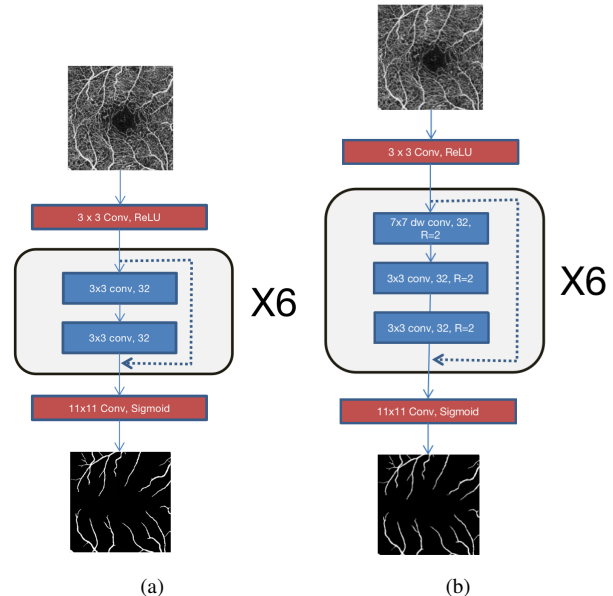 3 x 3 Conv, ReLU
3x3 conv, 32
3x3 conv, 32
X6
11x11 Conv, Sigmoid
(a)
3 x 3 Conv, ReLU
7x7 dw conv, 32,
R=2
3x3 conv, 32, R=2
3x3 conv, 32, R=2
X6
11x11 Conv, Sigmoid
(b)